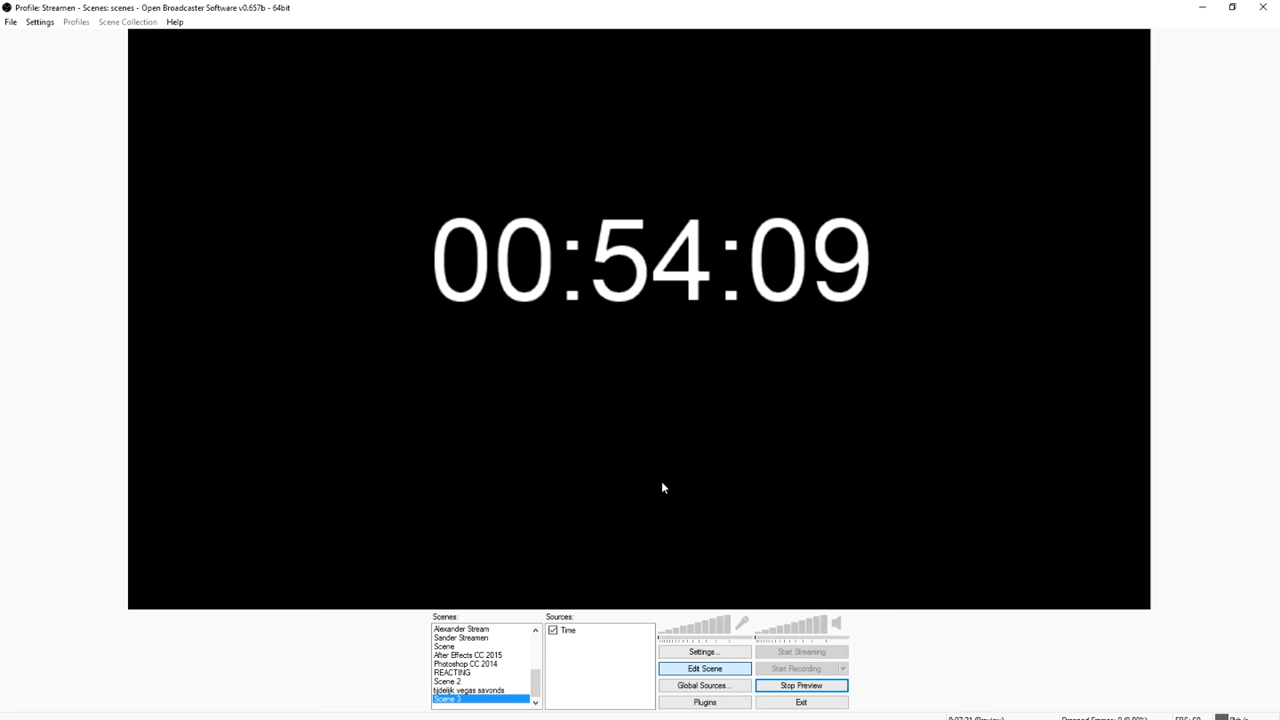 Profile: Streamen - Scenes: scenes - Open Broadcaster Software v0.657b - 64bit
File Settings Profiles Scene Collection Help
00:54:09
Scenes:
Alexander Stream
Sander Streamen
Scene
After Effects CC 2015
Photoshop CC 2014
REACTING
Scene 2
tijdelijk vegas savonds
Scene 3
Sources:
Time
Settings...
Start Streaming
Edit Scene
Start Recording
Global Sources...
Stop Preview
Plugins
Exit